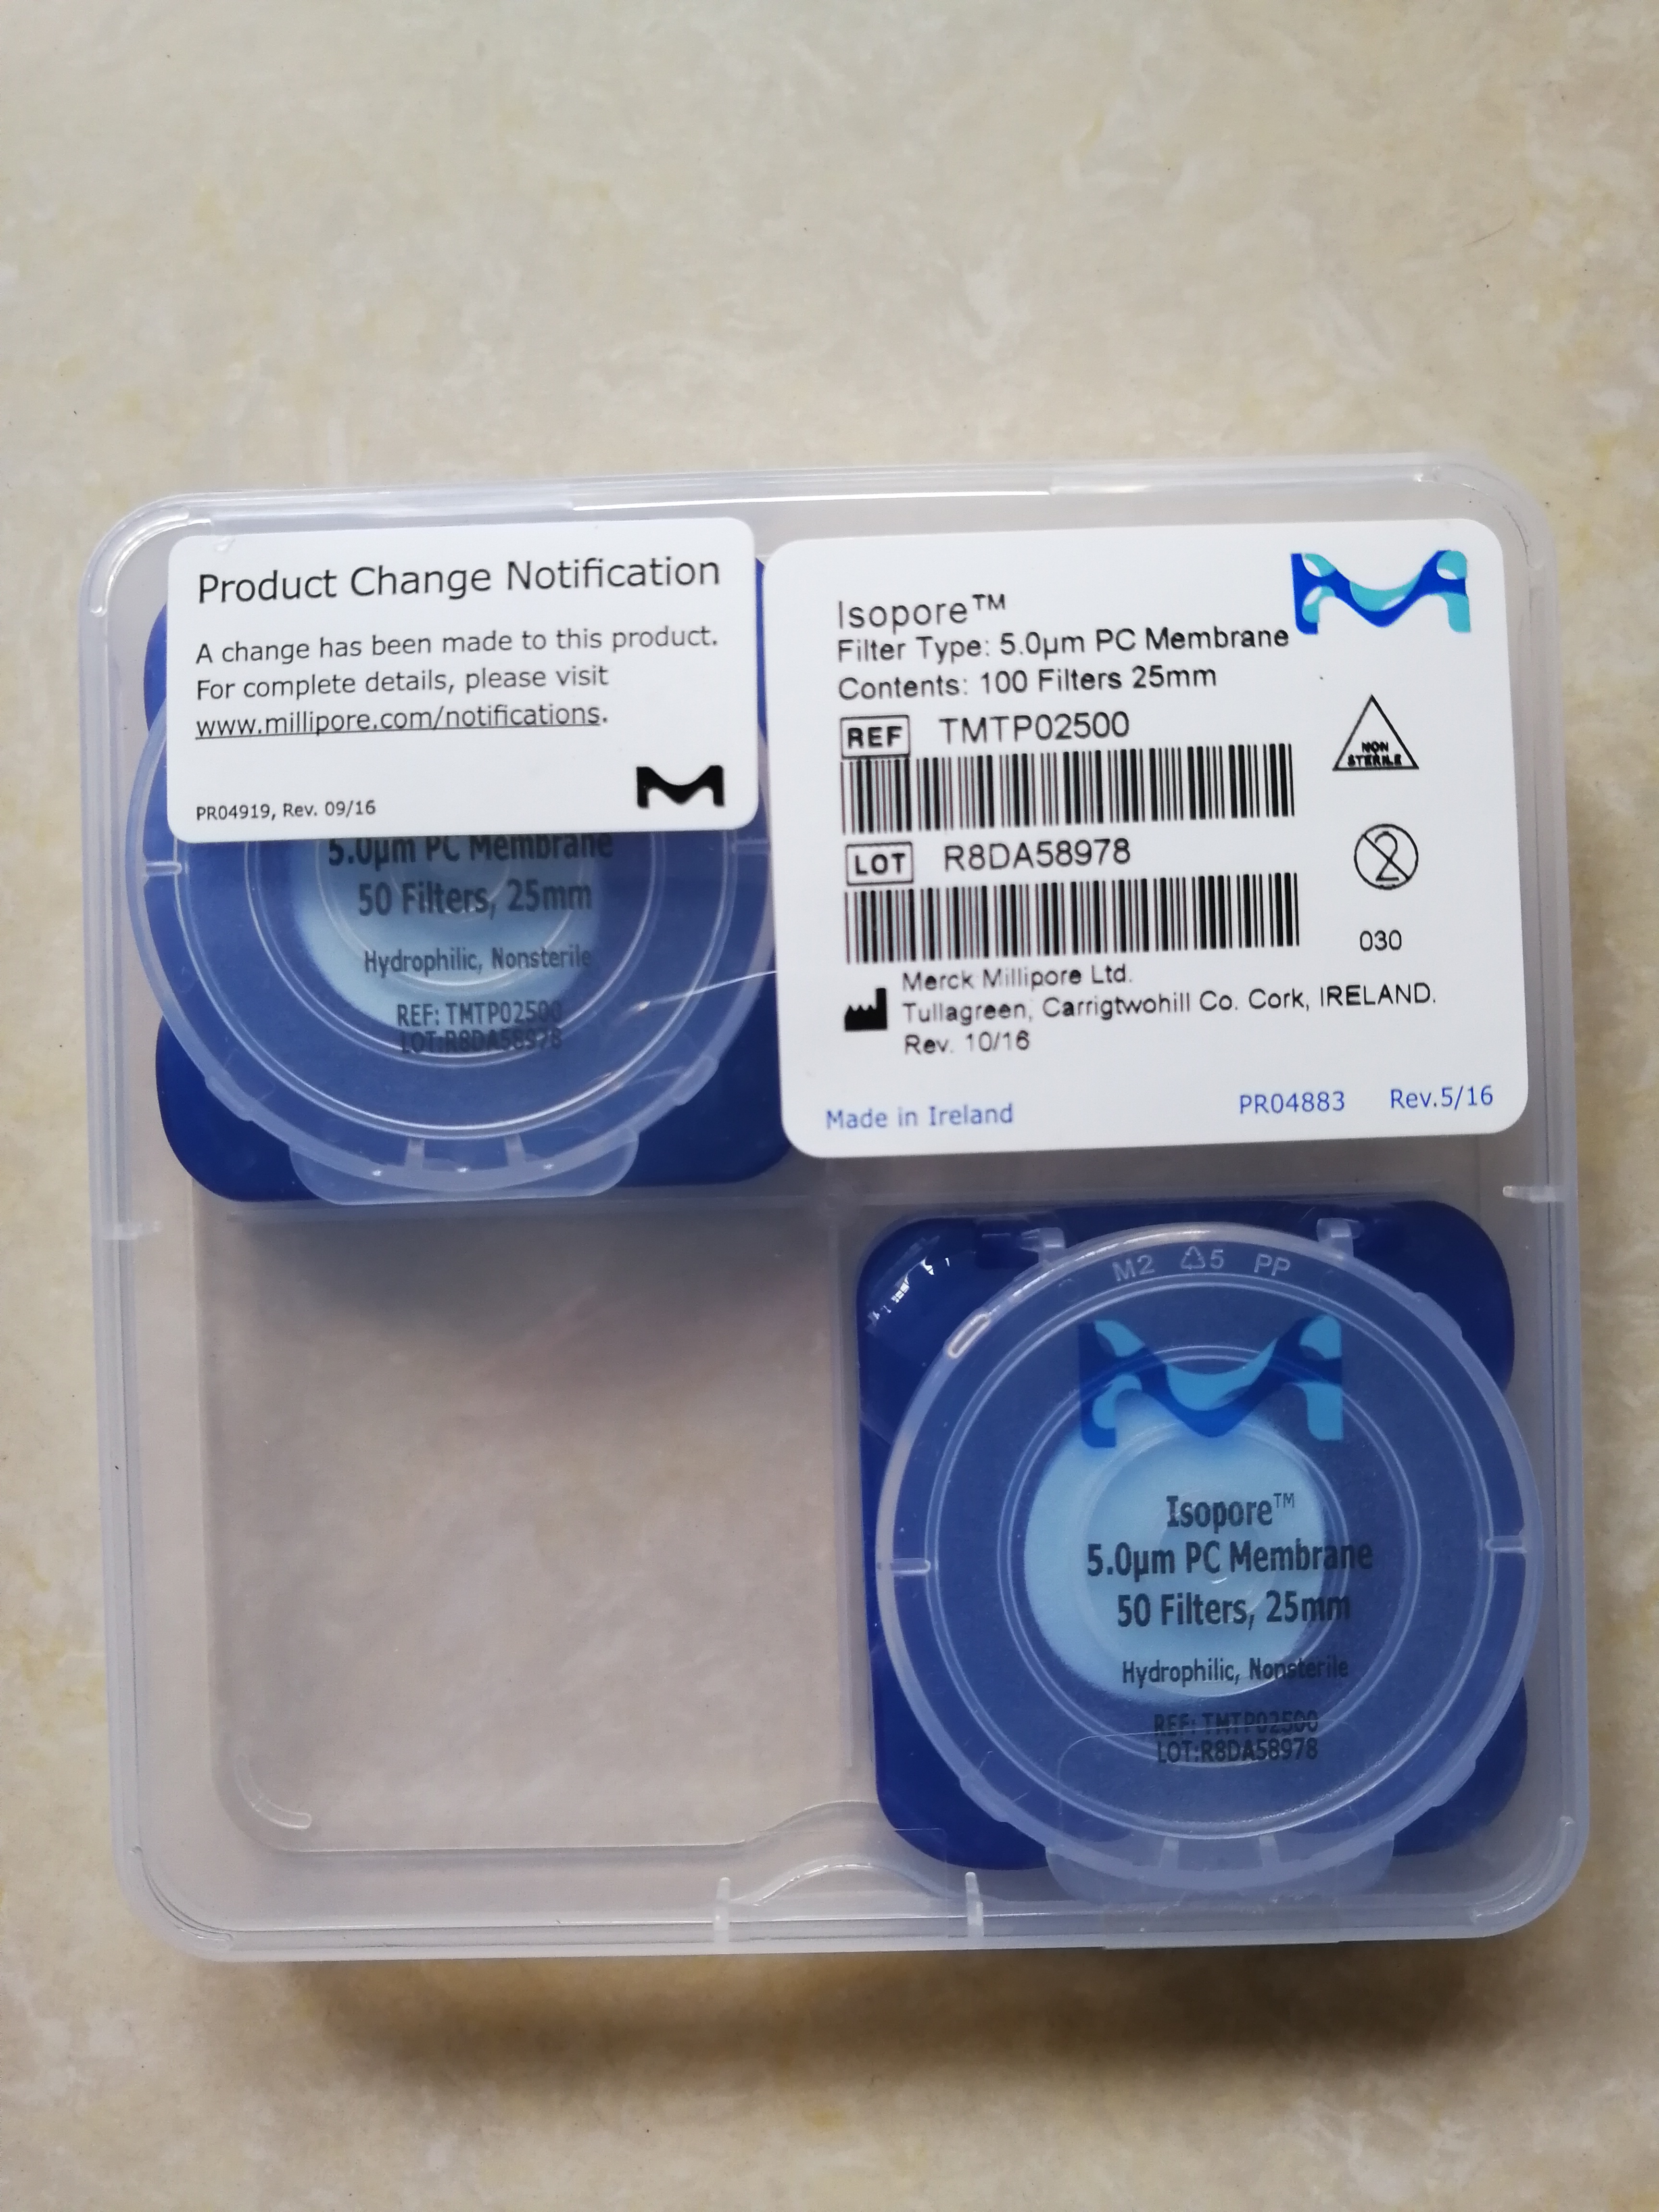 Product Change Notification
A change has been made to this product.
For complete details, please visit
www.millipore.com/notifications.
PR04919, Rev. 09/16
5.0µm PC Membrane
50 Filters, 25mm
Hydrophilic, Nonsterile
REF: TMTP02500
LOT:R8DA58978
Isopore™
Filter Type: 5.0µm PC Membrane
Contents: 100 Filters 25mm
REF TMTP02500
NON
STERILE
LOT R8DA58978
2
030
Merck Millipore Ltd.
Tullagreen, Carrigtwohill Co. Cork, IRELAND.
Rev. 10/16
Made in Ireland PR04883 Rev.5/16
M2 5 PP
Isopore™
5.0µm PC Membrane
50 Filters, 25mm
Hydrophilic, Nonsterile
REF: TMTP02500
LOT:R8DA58978